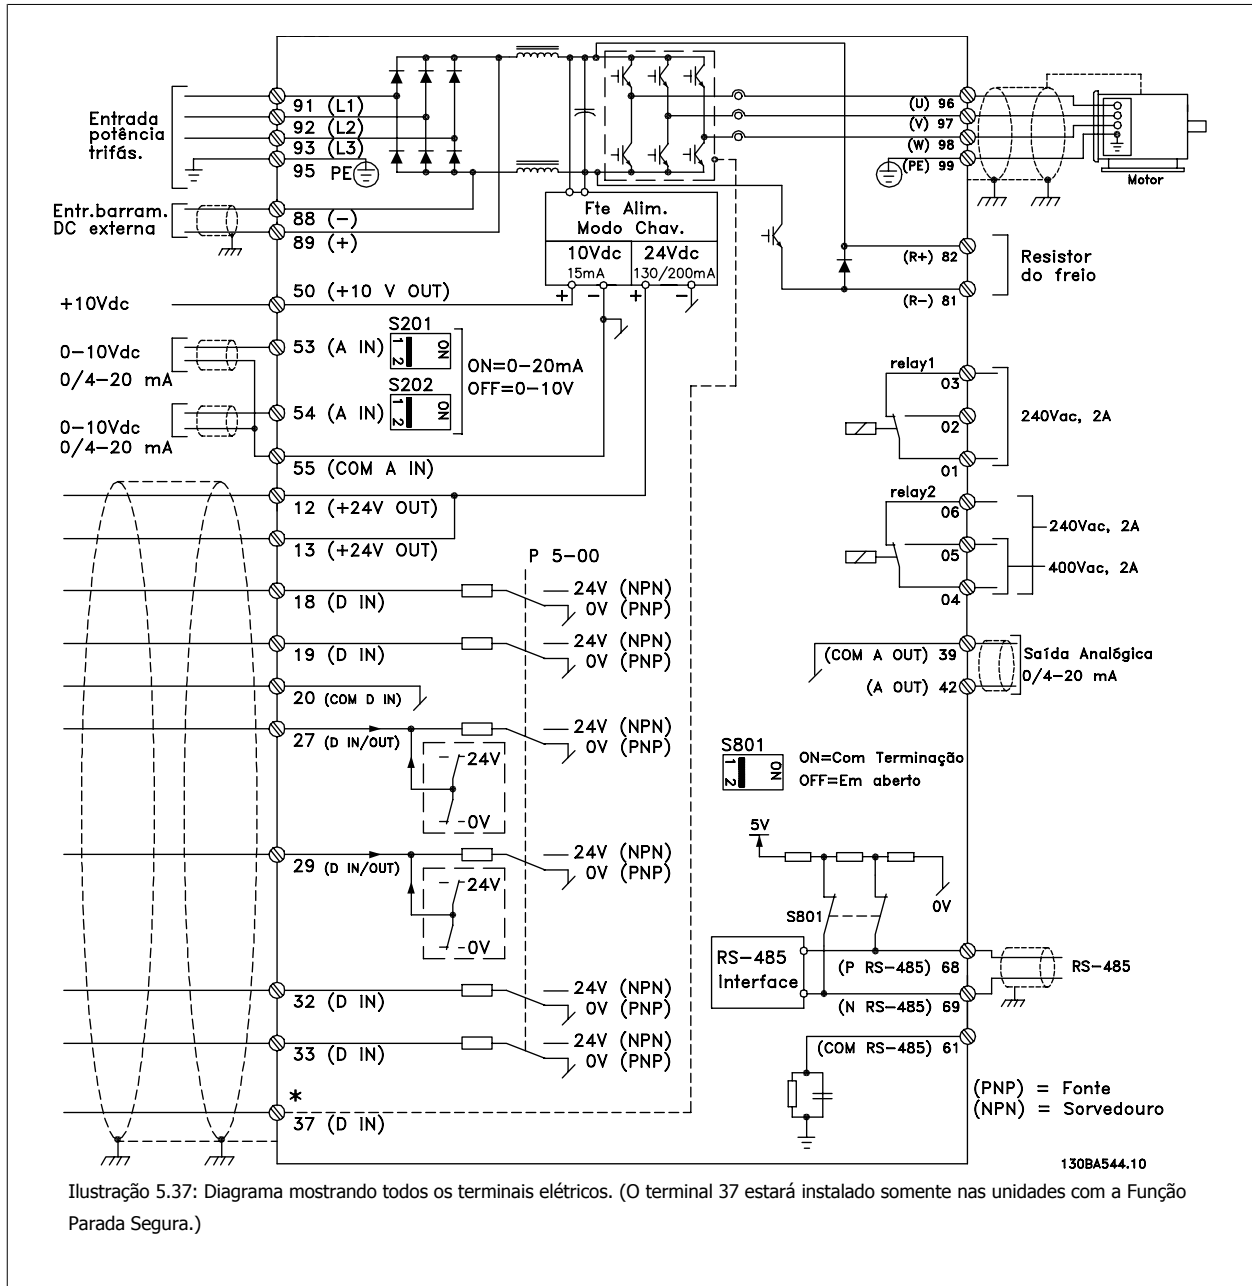 Entrada
potência
trifás.
91 (L1)
92 (L2)
93 (L3)
95 PE
Entr.barram.
DC externa
88 (-)
89 (+)
+10Vdc
50 (+10 V OUT)
0-10Vdc
0/4-20 mA
53 (A IN)
S201
1 2
ON
ON=0-20mA
OFF=0-10V
S202
1 2
ON
0-10Vdc
0/4-20 mA
54 (A IN)
55 (COM A IN)
12 (+24V OUT)
13 (+24V OUT)
P 5-00
18 (D IN)
24V (NPN)
0V (PNP)
19 (D IN)
24V (NPN)
0V (PNP)
20 (COM D IN)
27 (D IN/OUT)
24V (NPN)
0V (PNP)
24V
0V
29 (D IN/OUT)
24V (NPN)
0V (PNP)
24V
0V
32 (D IN)
24V (NPN)
0V (PNP)
33 (D IN)
24V (NPN)
0V (PNP)
*
37 (D IN)
Fte Alim.
Modo Chav.
10Vdc
15mA
24Vdc
130/200mA
+ - + -
(U) 96
(V) 97
(W) 98
(PE) 99
Motor
(R+) 82
(R-) 81
Resistor
do freio
relay1
03
02
01
240Vac, 2A
relay2
06
05
04
240Vac, 2A
400Vac, 2A
(COM A OUT) 39
(A OUT) 42
Saída Analógica
0/4-20 mA
S801
1 2
ON
ON=Com Terminação
OFF=Em aberto
5V
0V
S801
RS-485
Interface
(P RS-485) 68
(N RS-485) 69
(COM RS-485) 61
RS-485
(PNP) = Fonte
(NPN) = Sorvedouro
130BA544.10
Ilustração 5.37: Diagrama mostrando todos os terminais elétricos. (O terminal 37 estará instalado somente nas unidades com a Função
Parada Segura.)